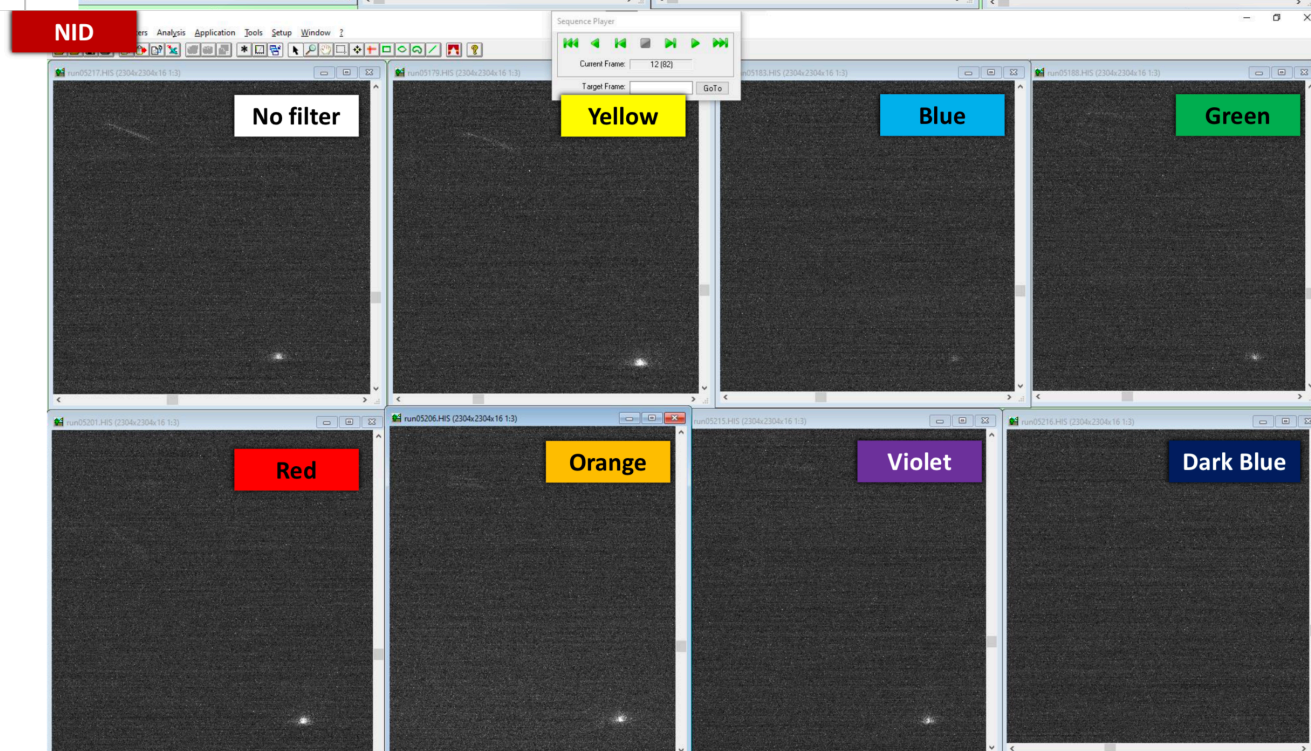 NID
ers Analysis Application Tools Setup Window ?
Sequence Player
Current Frame: 12 (82)
Target Frame: GoTo
run05217.HIS (2304x2304x16 1:3)
run05179.HIS (2304x2304x16 1:3)
run05183.HIS (2304x2304x16 1:3)
run05188.HIS (2304x2304x16 1:3)
No filter
Yellow
Blue
Green
run05201.HIS (2304x2304x16 1:3)
run05206.HIS (2304x2304x16 1:3)
run05215.HIS (2304x2304x16 1:3)
run05216.HIS (2304x2304x16 1:3)
Red
Orange
Violet
Dark Blue